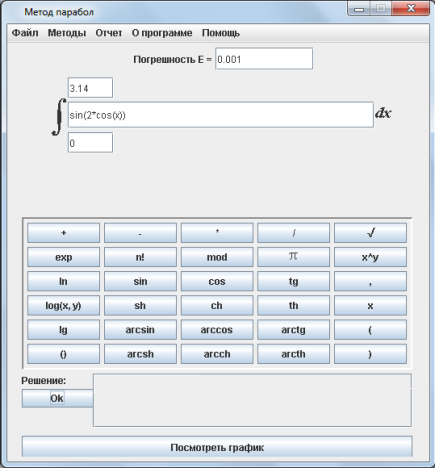 Метод парабол
Файл Методы Отчет О программе Помощь
Погрешность E = 0.001
3.14
∫ sin(2*cos(x)) dx
0
+ - * / √
exp n! mod π x^y
ln sin cos tg ,
log(x, y) sh ch th x
lg arcsin arccos arctg (
() arcsh arcch arcth )
Решение:
Ok
Посмотреть график